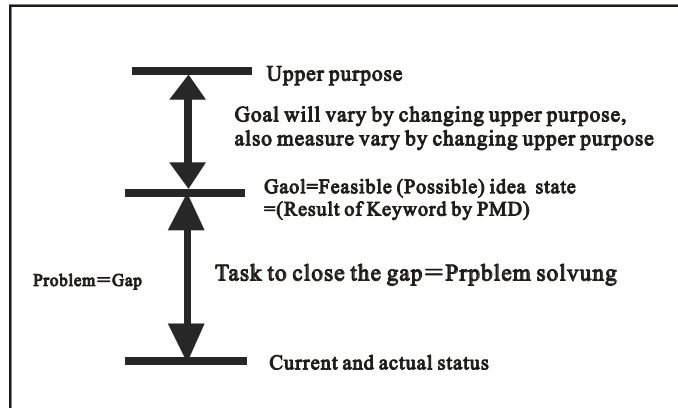 Upper purpose
Goal will vary by changing upper purpose,
also measure vary by changing upper purpose
Gaol=Feasible (Possible) idea state
=(Result of Keyword by PMD)
Problem=Gap
Task to close the gap=Prpblem solvung
Current and actual status